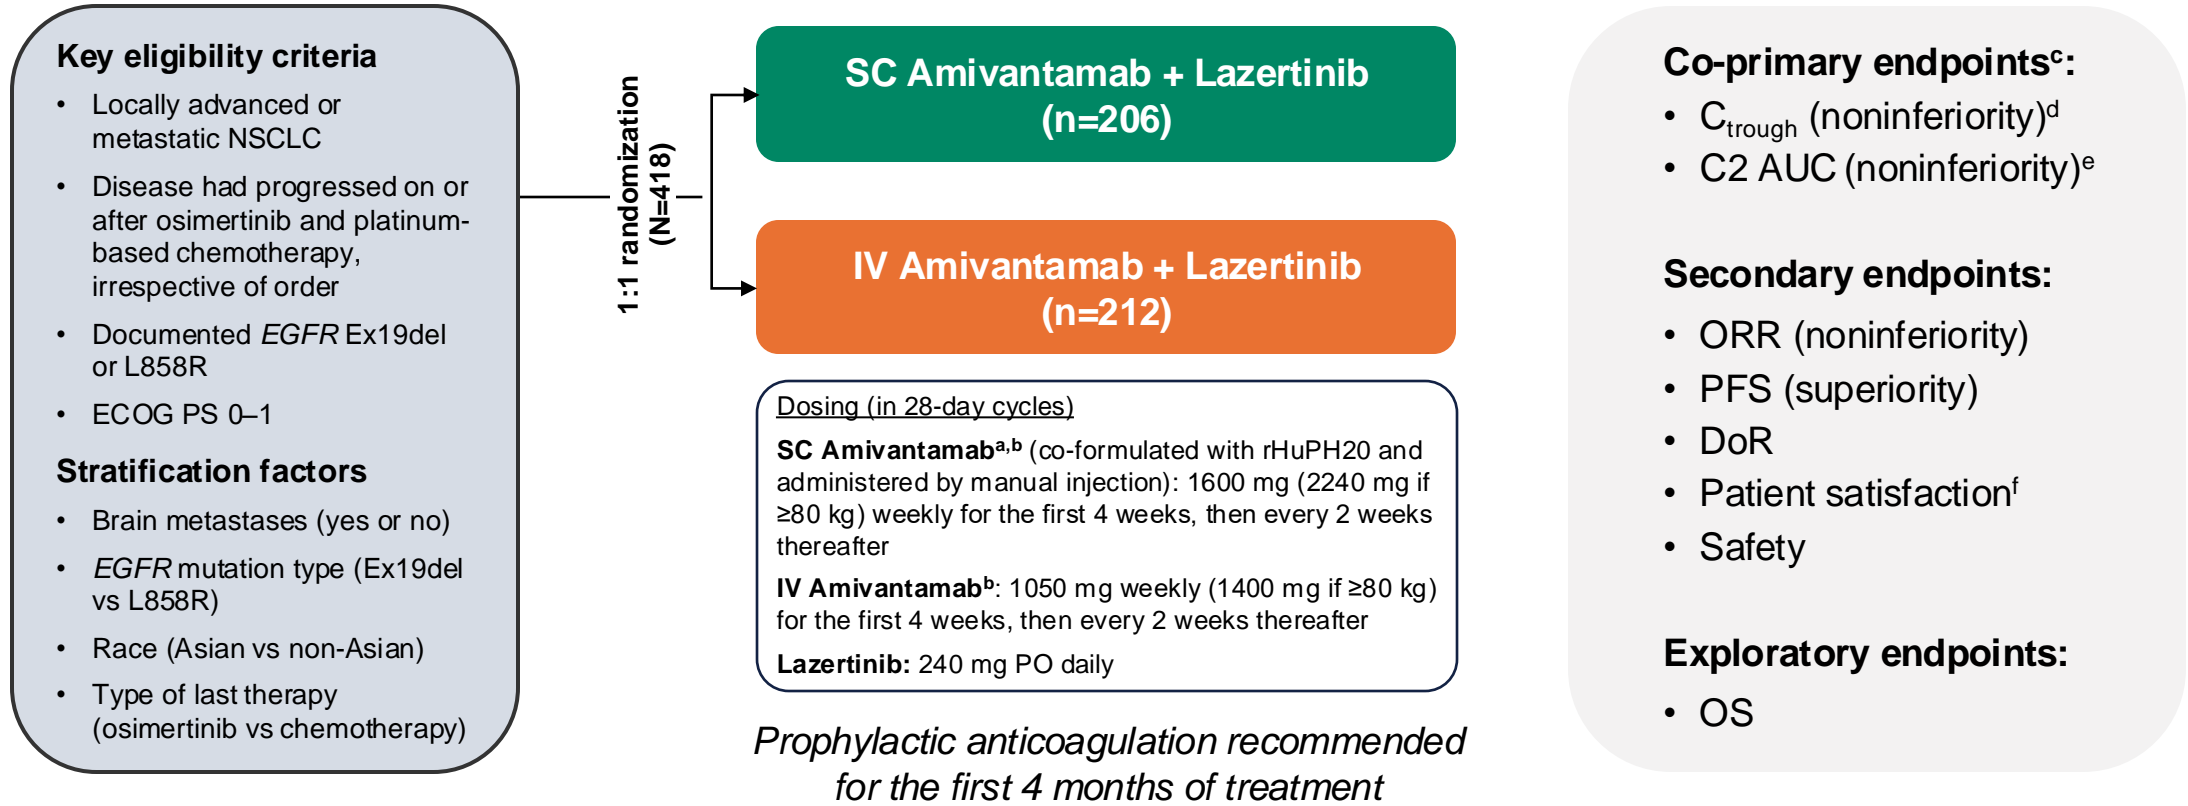 Key eligibility criteria
• Locally advanced or
metastatic NSCLC
• Disease had progressed on or
after osimertinib and platinum-
based chemotherapy,
irrespective of order
• Documented EGFR Ex19del
or L858R
• ECOG PS 0–1
Stratification factors
• Brain metastases (yes or no)
• EGFR mutation type (Ex19del
vs L858R)
• Race (Asian vs non-Asian)
• Type of last therapy
(osimertinib vs chemotherapy)
1:1 randomization
(N=418)
SC Amivantamab + Lazertinib
(n=206)
IV Amivantamab + Lazertinib
(n=212)
Dosing (in 28-day cycles)
SC Amivantamab^a,b (co-formulated with rHuPH20 and
administered by manual injection): 1600 mg (2240 mg if
≥80 kg) weekly for the first 4 weeks, then every 2 weeks
thereafter
IV Amivantamab^b: 1050 mg weekly (1400 mg if ≥80 kg)
for the first 4 weeks, then every 2 weeks thereafter
Lazertinib: 240 mg PO daily
Prophylactic anticoagulation recommended
for the first 4 months of treatment
Co-primary endpoints^c:
• C_trough (noninferiority)^d
• C2 AUC (noninferiority)^e
Secondary endpoints:
• ORR (noninferiority)
• PFS (superiority)
• DoR
• Patient satisfaction^f
• Safety
Exploratory endpoints:
• OS